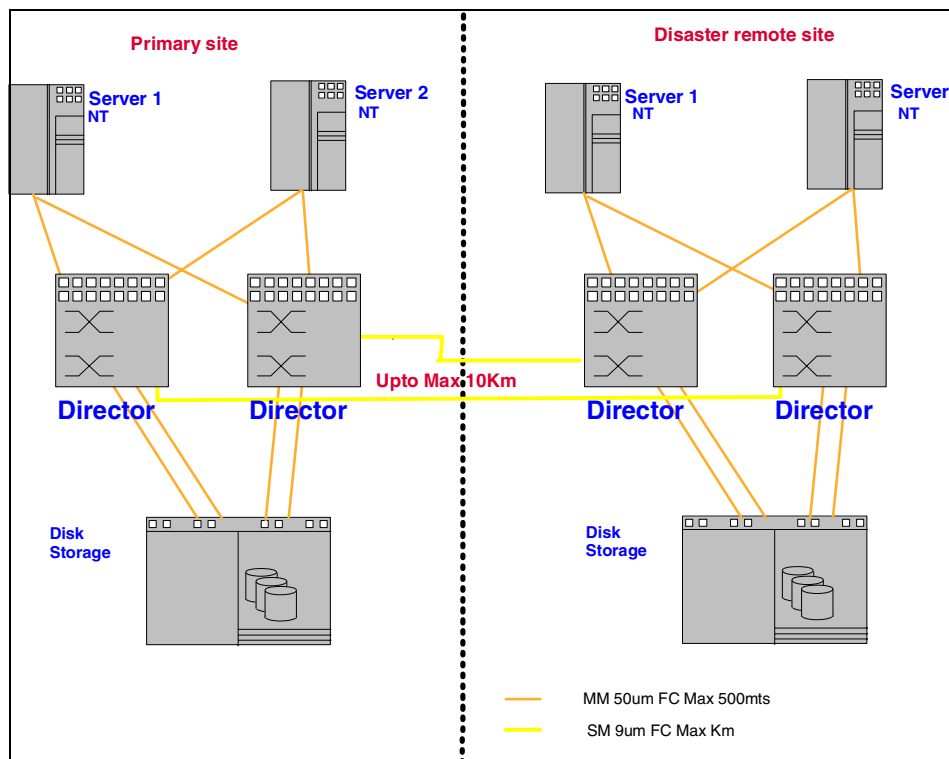 Primary site
Disaster remote site
Server 1
NT
Server 2
NT
Server 1
NT
Server
NT
Upto Max 10Km
Director
Director
Director
Director
Disk
Storage
Disk
Storage
MM 50um FC Max 500mts
SM 9um FC Max Km